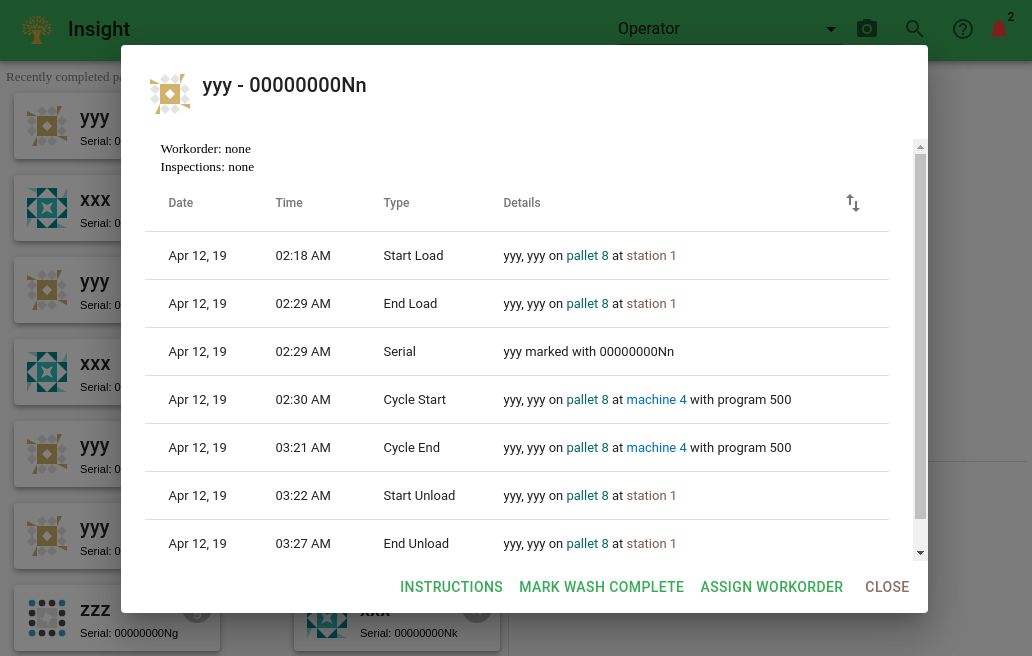 Insight
Operator
2
Recently completed pa
yyy
Serial: 0
xxx
Serial: 0
yyy
Serial: 0
xxx
Serial: 0
yyy
Serial: 0
yyy
Serial: 0
zzz
Serial: 00000000Ng
xxx
Serial: 00000000Nk
yyy - 00000000Nn
Workorder: none
Inspections: none
Date Time Type Details
Apr 12, 19 02:18 AM Start Load yyy, yyy on pallet 8 at station 1
Apr 12, 19 02:29 AM End Load yyy, yyy on pallet 8 at station 1
Apr 12, 19 02:29 AM Serial yyy marked with 00000000Nn
Apr 12, 19 02:30 AM Cycle Start yyy, yyy on pallet 8 at machine 4 with program 500
Apr 12, 19 03:21 AM Cycle End yyy, yyy on pallet 8 at machine 4 with program 500
Apr 12, 19 03:22 AM Start Unload yyy, yyy on pallet 8 at station 1
Apr 12, 19 03:27 AM End Unload yyy, yyy on pallet 8 at station 1
INSTRUCTIONS MARK WASH COMPLETE ASSIGN WORKORDER CLOSE